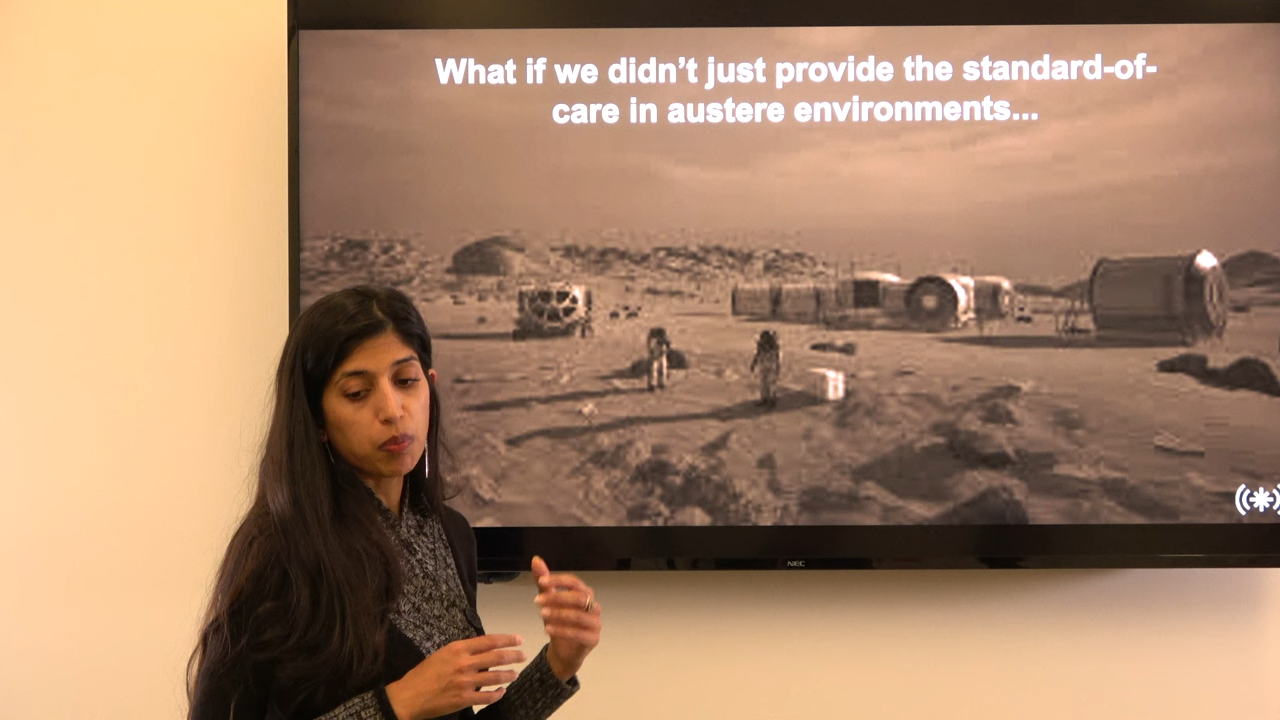 What if we didn’t just provide the standard-of-
care in austere environments...
NEC